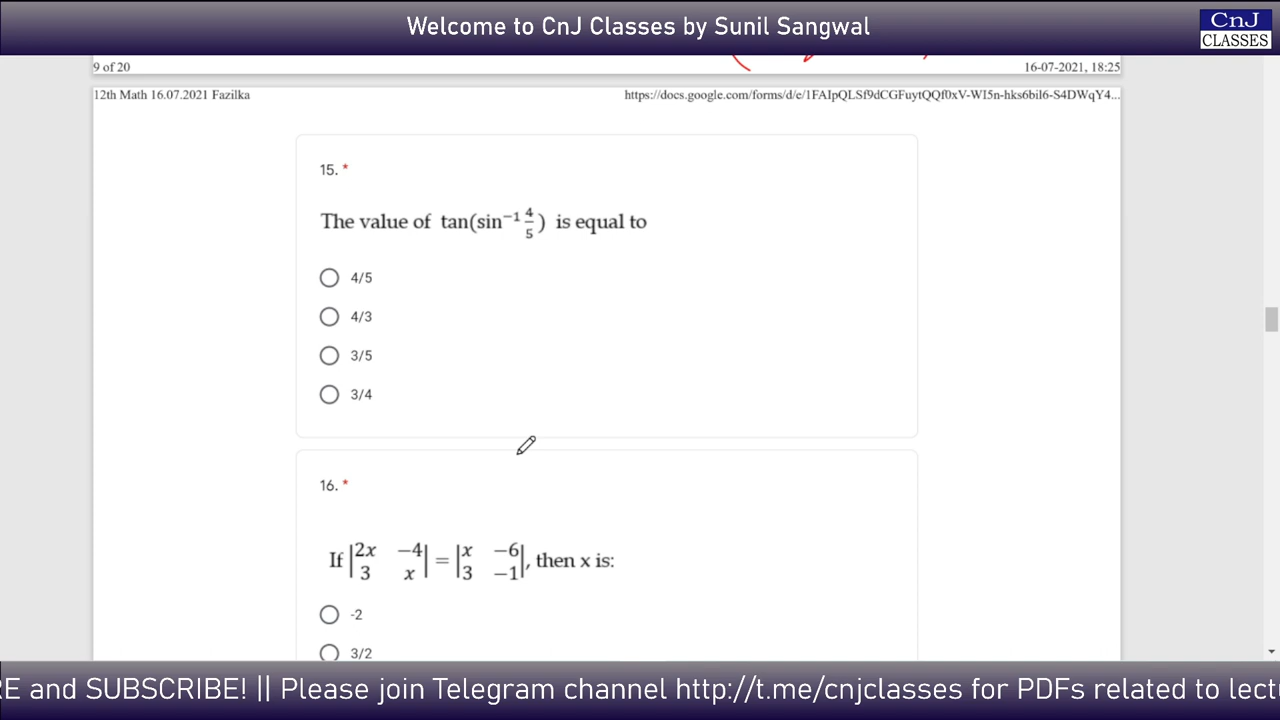 Welcome to CnJ Classes by Sunil Sangwal
CnJ
CLASSES
9 of 20
16-07-2021, 18:25
12th Math 16.07.2021 Fazilka
https://docs.google.com/forms/d/e/1FAIpQLSf9dCGFuytQQf0xV-WI5n-hks6bil6-S4DWqY4...
15. *
The value of tan(sin⁻¹ 4/5) is equal to
4/5
4/3
3/5
3/4
16. *
If |2x −4; 3 x| = |x −6; 3 −1|, then x is:
-2
3/2
RE and SUBSCRIBE! || Please join Telegram channel http://t.me/cnjclasses for PDFs related to lect